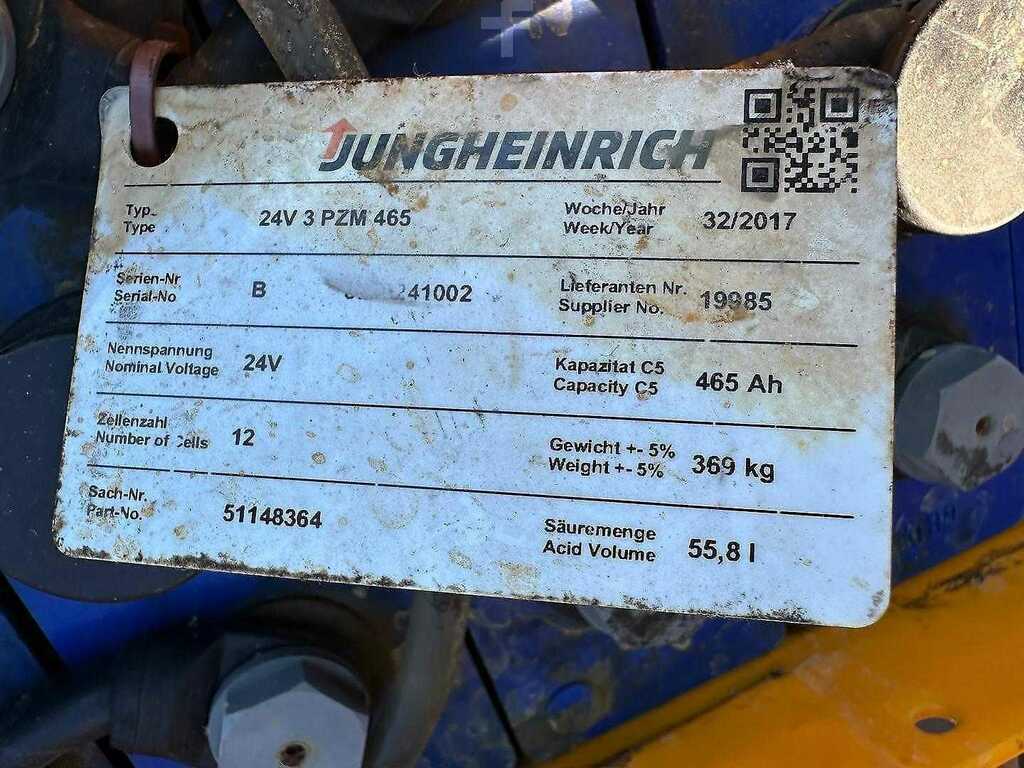 JUNGHEINRICH
Type 24V 3 PZM 465 Woche/Jahr 32/2017
Week/Year
Serien-Nr B 241002 Lieferanten Nr. 19985
Serial-No Supplier No.
Nennspannung 24V Kapazitat C5 465 Ah
Nominal Voltage Capacity C5
Zellenzahl 12 Gewicht +- 5% 369 kg
Number of Cells Weight +- 5%
Sach-Nr. 51148364 Säuremenge 55,8 l
Part-No. Acid Volume